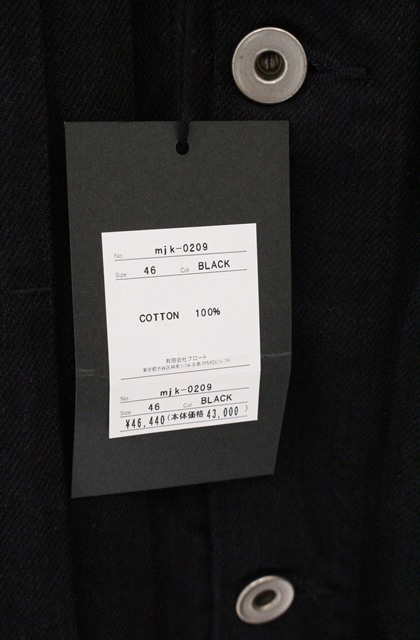 No. mjk-0209
Size 46 Col BLACK
COTTON 100%
有限会社フロート
No. mjk-0209
Size 46 Col BLACK
¥46,440(本体価格 43,000 )